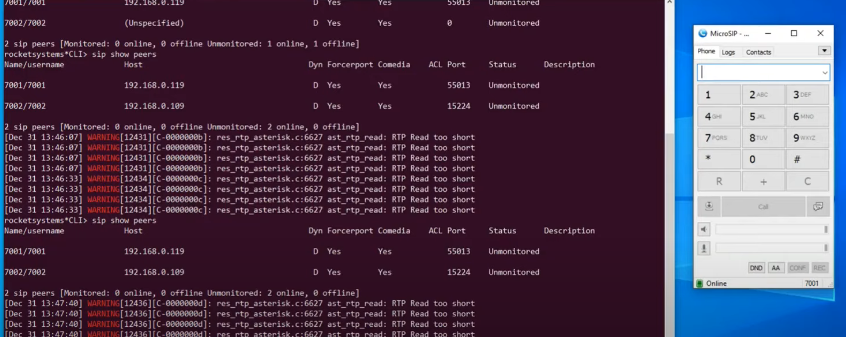 7001/7001 192.168.0.119 D Yes Yes 55013 Unmonitored
7002/7002 (Unspecified) D Yes Yes 0 Unmonitored
2 sip peers [Monitored: 0 online, 0 offline Unmonitored: 1 online, 1 offline]
rocketsystems*CLI> sip show peers
Name/username Host Dyn Forcerport Comedia ACL Port Status Description
7001/7001 192.168.0.119 D Yes Yes 55013 Unmonitored
7002/7002 192.168.0.109 D Yes Yes 15224 Unmonitored
2 sip peers [Monitored: 0 online, 0 offline Unmonitored: 2 online, 0 offline]
[Dec 31 13:46:07] WARNING[12431][C-0000000b]: res_rtp_asterisk.c:6627 ast_rtp_read: RTP Read too short
[Dec 31 13:46:07] WARNING[12431][C-0000000b]: res_rtp_asterisk.c:6627 ast_rtp_read: RTP Read too short
[Dec 31 13:46:07] WARNING[12431][C-0000000b]: res_rtp_asterisk.c:6627 ast_rtp_read: RTP Read too short
[Dec 31 13:46:07] WARNING[12431][C-0000000b]: res_rtp_asterisk.c:6627 ast_rtp_read: RTP Read too short
[Dec 31 13:46:33] WARNING[12434][C-0000000c]: res_rtp_asterisk.c:6627 ast_rtp_read: RTP Read too short
[Dec 31 13:46:33] WARNING[12434][C-0000000c]: res_rtp_asterisk.c:6627 ast_rtp_read: RTP Read too short
[Dec 31 13:46:33] WARNING[12434][C-0000000c]: res_rtp_asterisk.c:6627 ast_rtp_read: RTP Read too short
[Dec 31 13:46:33] WARNING[12434][C-0000000c]: res_rtp_asterisk.c:6627 ast_rtp_read: RTP Read too short
rocketsystems*CLI> sip show peers
Name/username Host Dyn Forcerport Comedia ACL Port Status Description
7001/7001 192.168.0.119 D Yes Yes 55013 Unmonitored
7002/7002 192.168.0.109 D Yes Yes 15224 Unmonitored
2 sip peers [Monitored: 0 online, 0 offline Unmonitored: 2 online, 0 offline]
[Dec 31 13:47:40] WARNING[12436][C-0000000d]: res_rtp_asterisk.c:6627 ast_rtp_read: RTP Read too short
[Dec 31 13:47:40] WARNING[12436][C-0000000d]: res_rtp_asterisk.c:6627 ast_rtp_read: RTP Read too short
[Dec 31 13:47:40] WARNING[12436][C-0000000d]: res_rtp_asterisk.c:6627 ast_rtp_read: RTP Read too short
[Dec 31 13:47:40] WARNING[12436][C-0000000d]: res_rtp_asterisk.c:6627 ast_rtp_read: RTP Read too short
MicroSIP - ...
Phone Logs Contacts
1 2 ABC 3 DEF
4 GHI 5 JKL 6 MNO
7 PQRS 8 TUV 9 WXYZ
* 0 #
R + C
Call
DND AA CONF REC
Online 7001